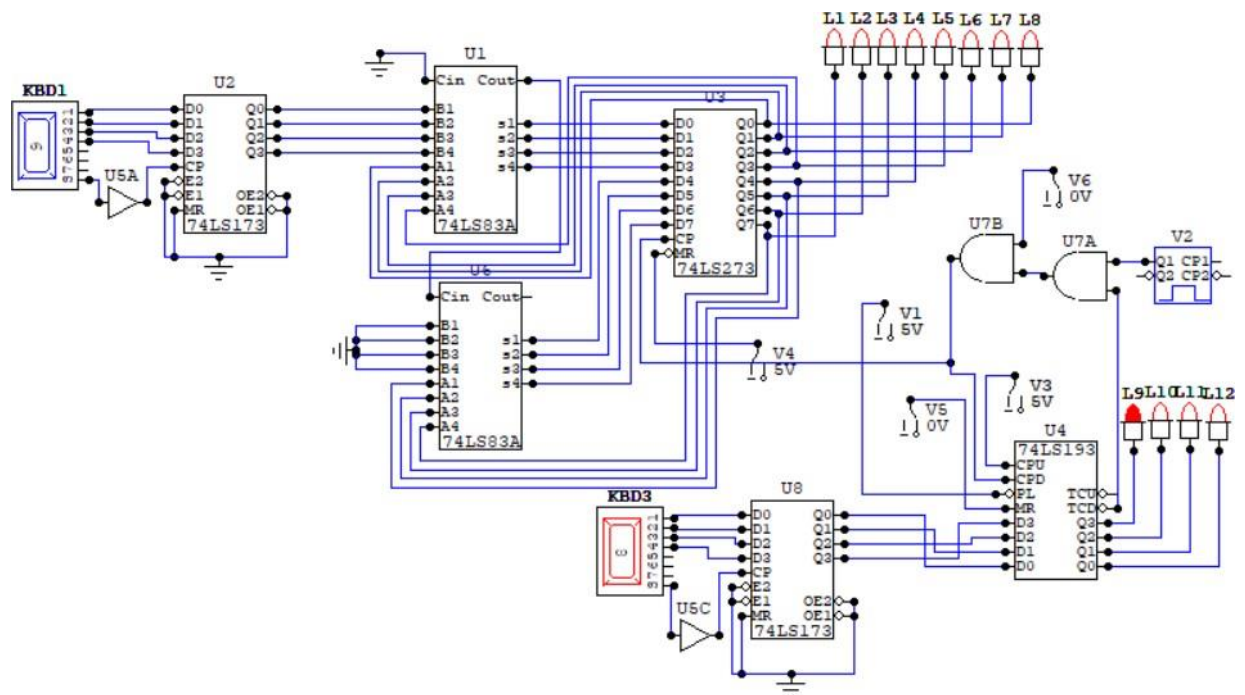 L1 L2 L3 L4 L5 L6 L7 L8
U1
Cin Cout
B1
B2 s1
B3 s2
B4 s3
A1 s4
A2
A3
A4
74LS83A
KBD1
9
U2
D0 Q0
D1 Q1
D2 Q2
D3 Q3
CP
E2
E1 OE2
MR OE1
74LS173
U5A
U3
D0 Q0
D1 Q1
D2 Q2
D3 Q3
D4 Q4
D5 Q5
D6 Q6
D7 Q7
CP
MR
74LS273
U6
Cin Cout
B1
B2 s1
B3 s2
B4 s3
A1 s4
A2
A3
A4
74LS83A
V6
0V
U7B
U7A
V2
Q1 CP1
Q2 CP2
V1
5V
V4
5V
V3
5V
V5
0V
L9 L10 L11 L12
U4
74LS193
CPU
CPD
PL TCU
MR TCD
D3 Q3
D2 Q2
D1 Q1
D0 Q0
KBD3
8
U8
D0 Q0
D1 Q1
D2 Q2
D3 Q3
CP
E2
E1 OE2
MR OE1
74LS173
U5C